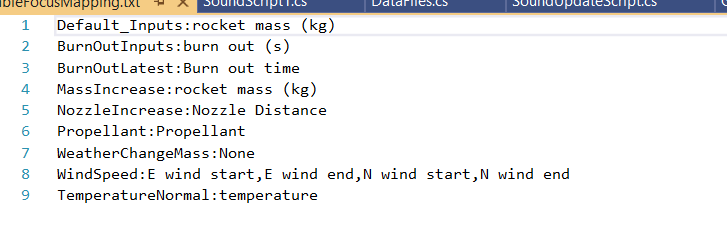 bleFocusMapping.txt SoundScript1.cs DataFiles.cs SoundUpdateScript.cs
1 Default_Inputs:rocket mass (kg)
2 BurnOutInputs:burn out (s)
3 BurnOutLatest:Burn out time
4 MassIncrease:rocket mass (kg)
5 NozzleIncrease:Nozzle Distance
6 Propellant:Propellant
7 WeatherChangeMass:None
8 WindSpeed:E wind start,E wind end,N wind start,N wind end
9 TemperatureNormal:temperature